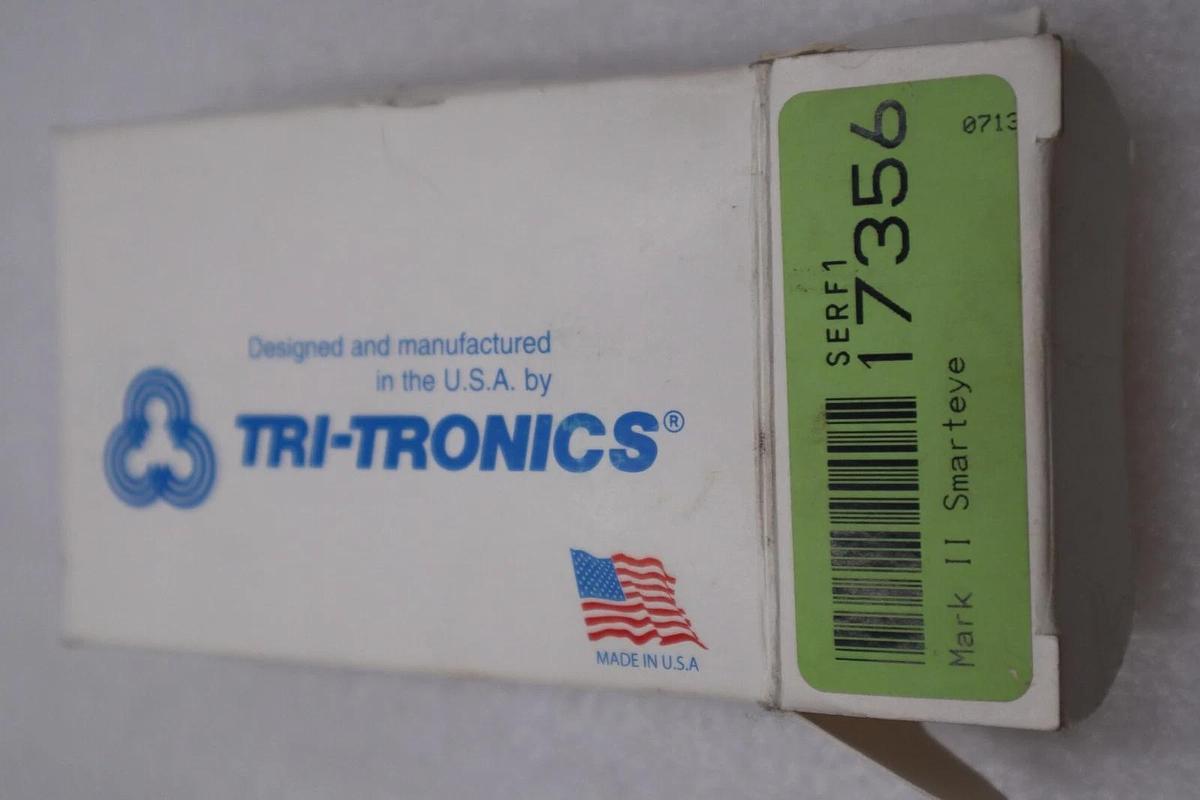 Designed and manufactured
in the U.S.A. by
TRI-TRONICS®
MADE IN U.S.A
SERF1
17356
Mark II Smarteye
0713